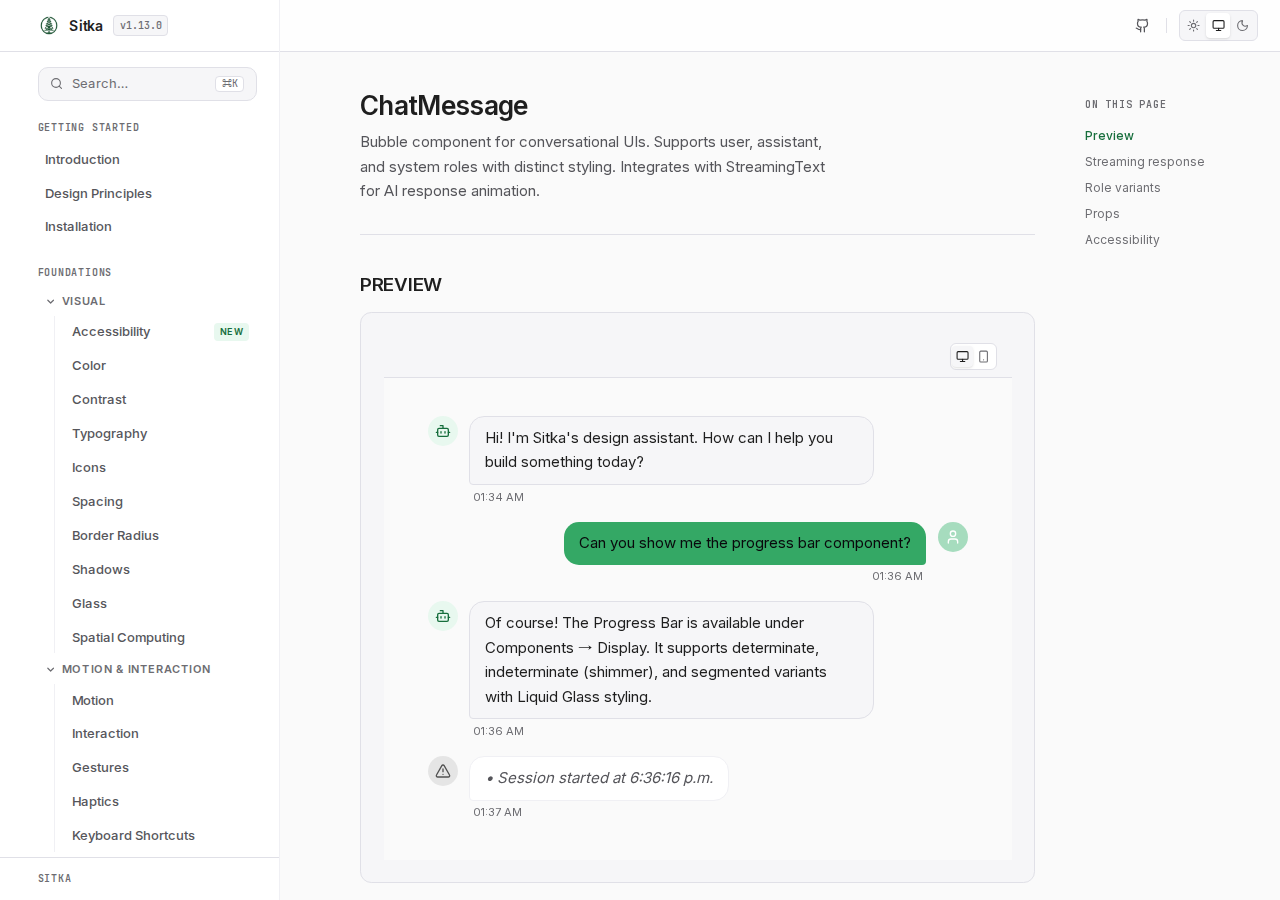 Sitka v1.13.0
Search... ⌘K
GETTING STARTED
Introduction
Design Principles
Installation
FOUNDATIONS
VISUAL
Accessibility NEW
Color
Contrast
Typography
Icons
Spacing
Border Radius
Shadows
Glass
Spatial Computing
MOTION & INTERACTION
Motion
Interaction
Gestures
Haptics
Keyboard Shortcuts
SITKA
ChatMessage
Bubble component for conversational UIs. Supports user, assistant,
and system roles with distinct styling. Integrates with StreamingText
for AI response animation.
PREVIEW
Hi! I'm Sitka's design assistant. How can I help you
build something today?
01:34 AM
Can you show me the progress bar component?
01:36 AM
Of course! The Progress Bar is available under
Components → Display. It supports determinate,
indeterminate (shimmer), and segmented variants
with Liquid Glass styling.
01:36 AM
• Session started at 6:36:16 p.m.
01:37 AM
ON THIS PAGE
Preview
Streaming response
Role variants
Props
Accessibility